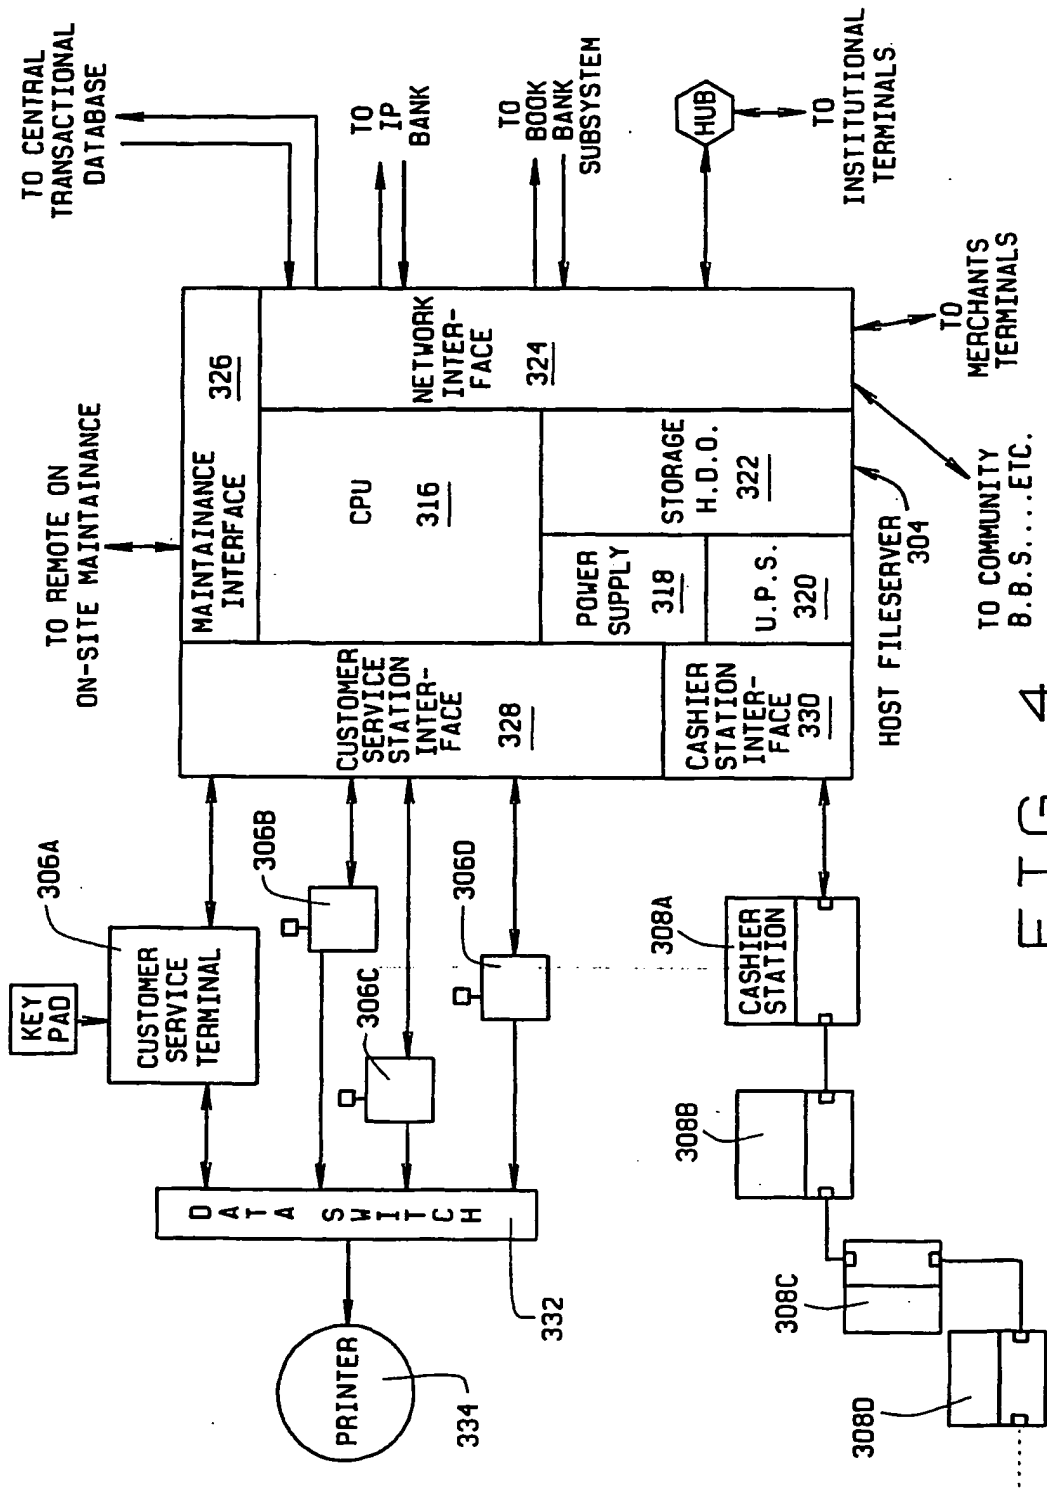 TO CENTRAL
TRANSACTIONAL
DATABASE
TO
IP
BANK
TO
BOOK
BANK
SUBSYSTEM
HUB
TO
INSTITUTIONAL
TERMINALS
TO REMOTE ON
ON-SITE MAINTAINANCE
MAINTAINANCE
INTERFACE
326
NETWORK
INTER-
FACE
324
CPU
316
STORAGE
H.D.O.
322
POWER
SUPPLY
318
U.P.S.
320
TO
MERCHANTS
TERMINALS
TO COMMUNITY
B.B.S.....ETC.
HOST FILESERVER
304
CUSTOMER
SERVICE
STATION
INTER-
FACE
328
CASHIER
STATION
INTER-
FACE
330
KEY
PAD
CUSTOMER
SERVICE
TERMINAL
306A
306B
306C
306D
DATA SWITCH
332
PRINTER
334
CASHIER
STATION
308A
308B
308C
308D
FIG 4